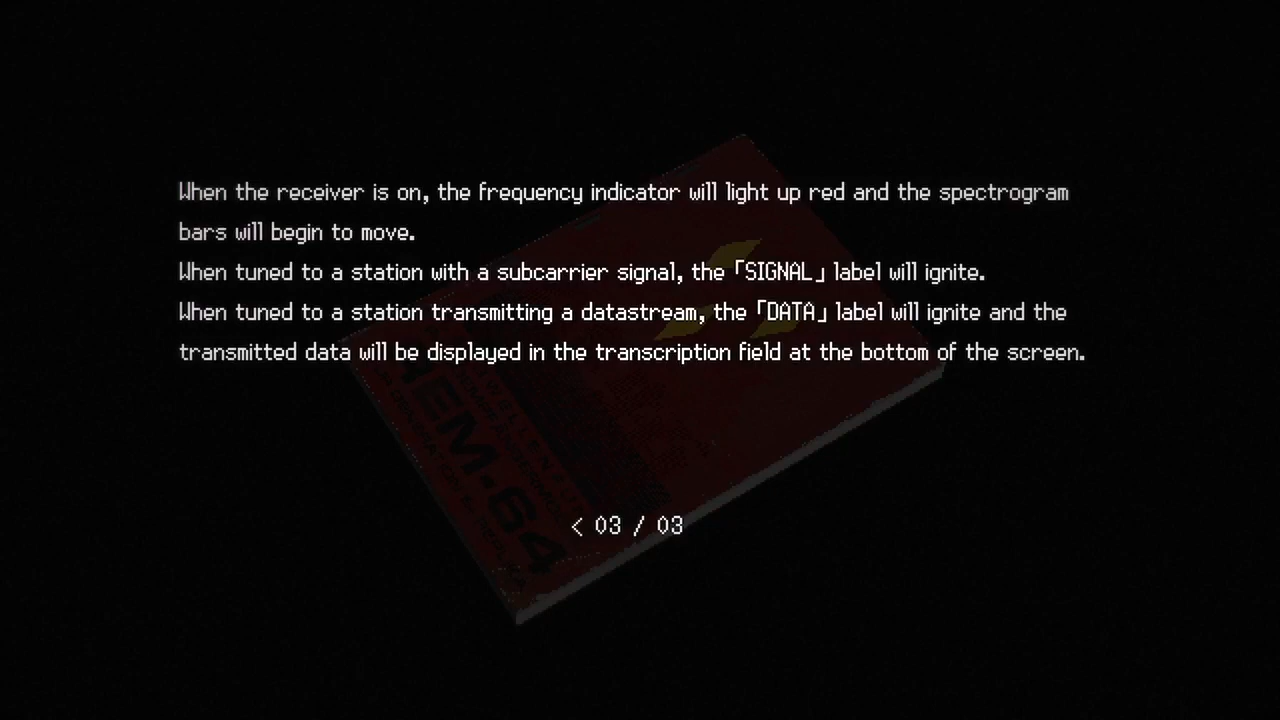 When the receiver is on, the frequency indicator will light up red and the spectrogram
bars will begin to move.
When tuned to a station with a subcarrier signal, the「SIGNAL」label will ignite.
When tuned to a station transmitting a datastream, the「DATA」label will ignite and the
transmitted data will be displayed in the transcription field at the bottom of the screen.
< 03 / 03